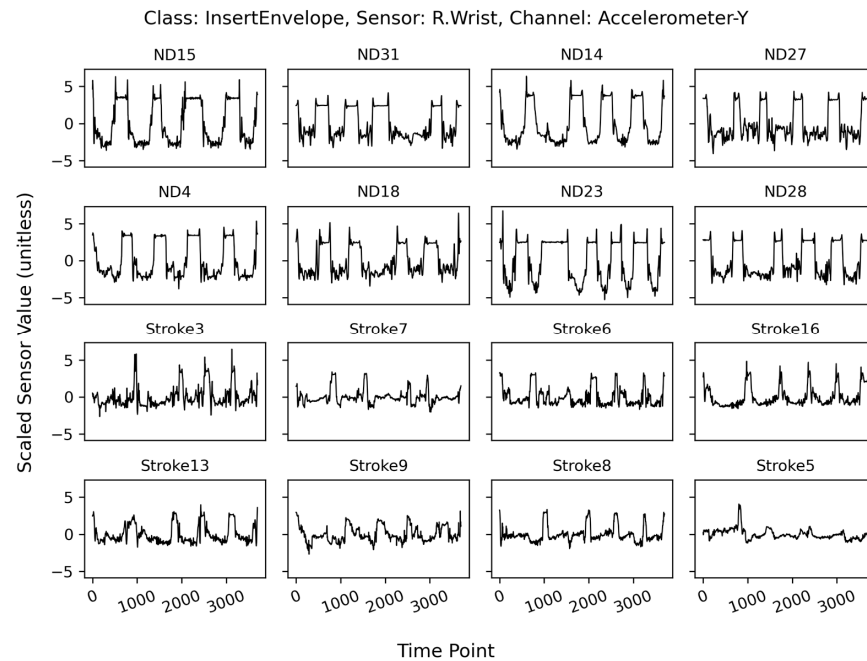 Class: InsertEnvelope, Sensor: R.Wrist, Channel: Accelerometer-Y
ND15 ND31 ND14 ND27
5
0
−5
ND4 ND18 ND23 ND28
5
0
−5
Stroke3 Stroke7 Stroke6 Stroke16
5
0
−5
Stroke13 Stroke9 Stroke8 Stroke5
5
0
−5
0 1000 2000 3000 0 1000 2000 3000 0 1000 2000 3000 0 1000 2000 3000
Scaled Sensor Value (unitless)
Time Point